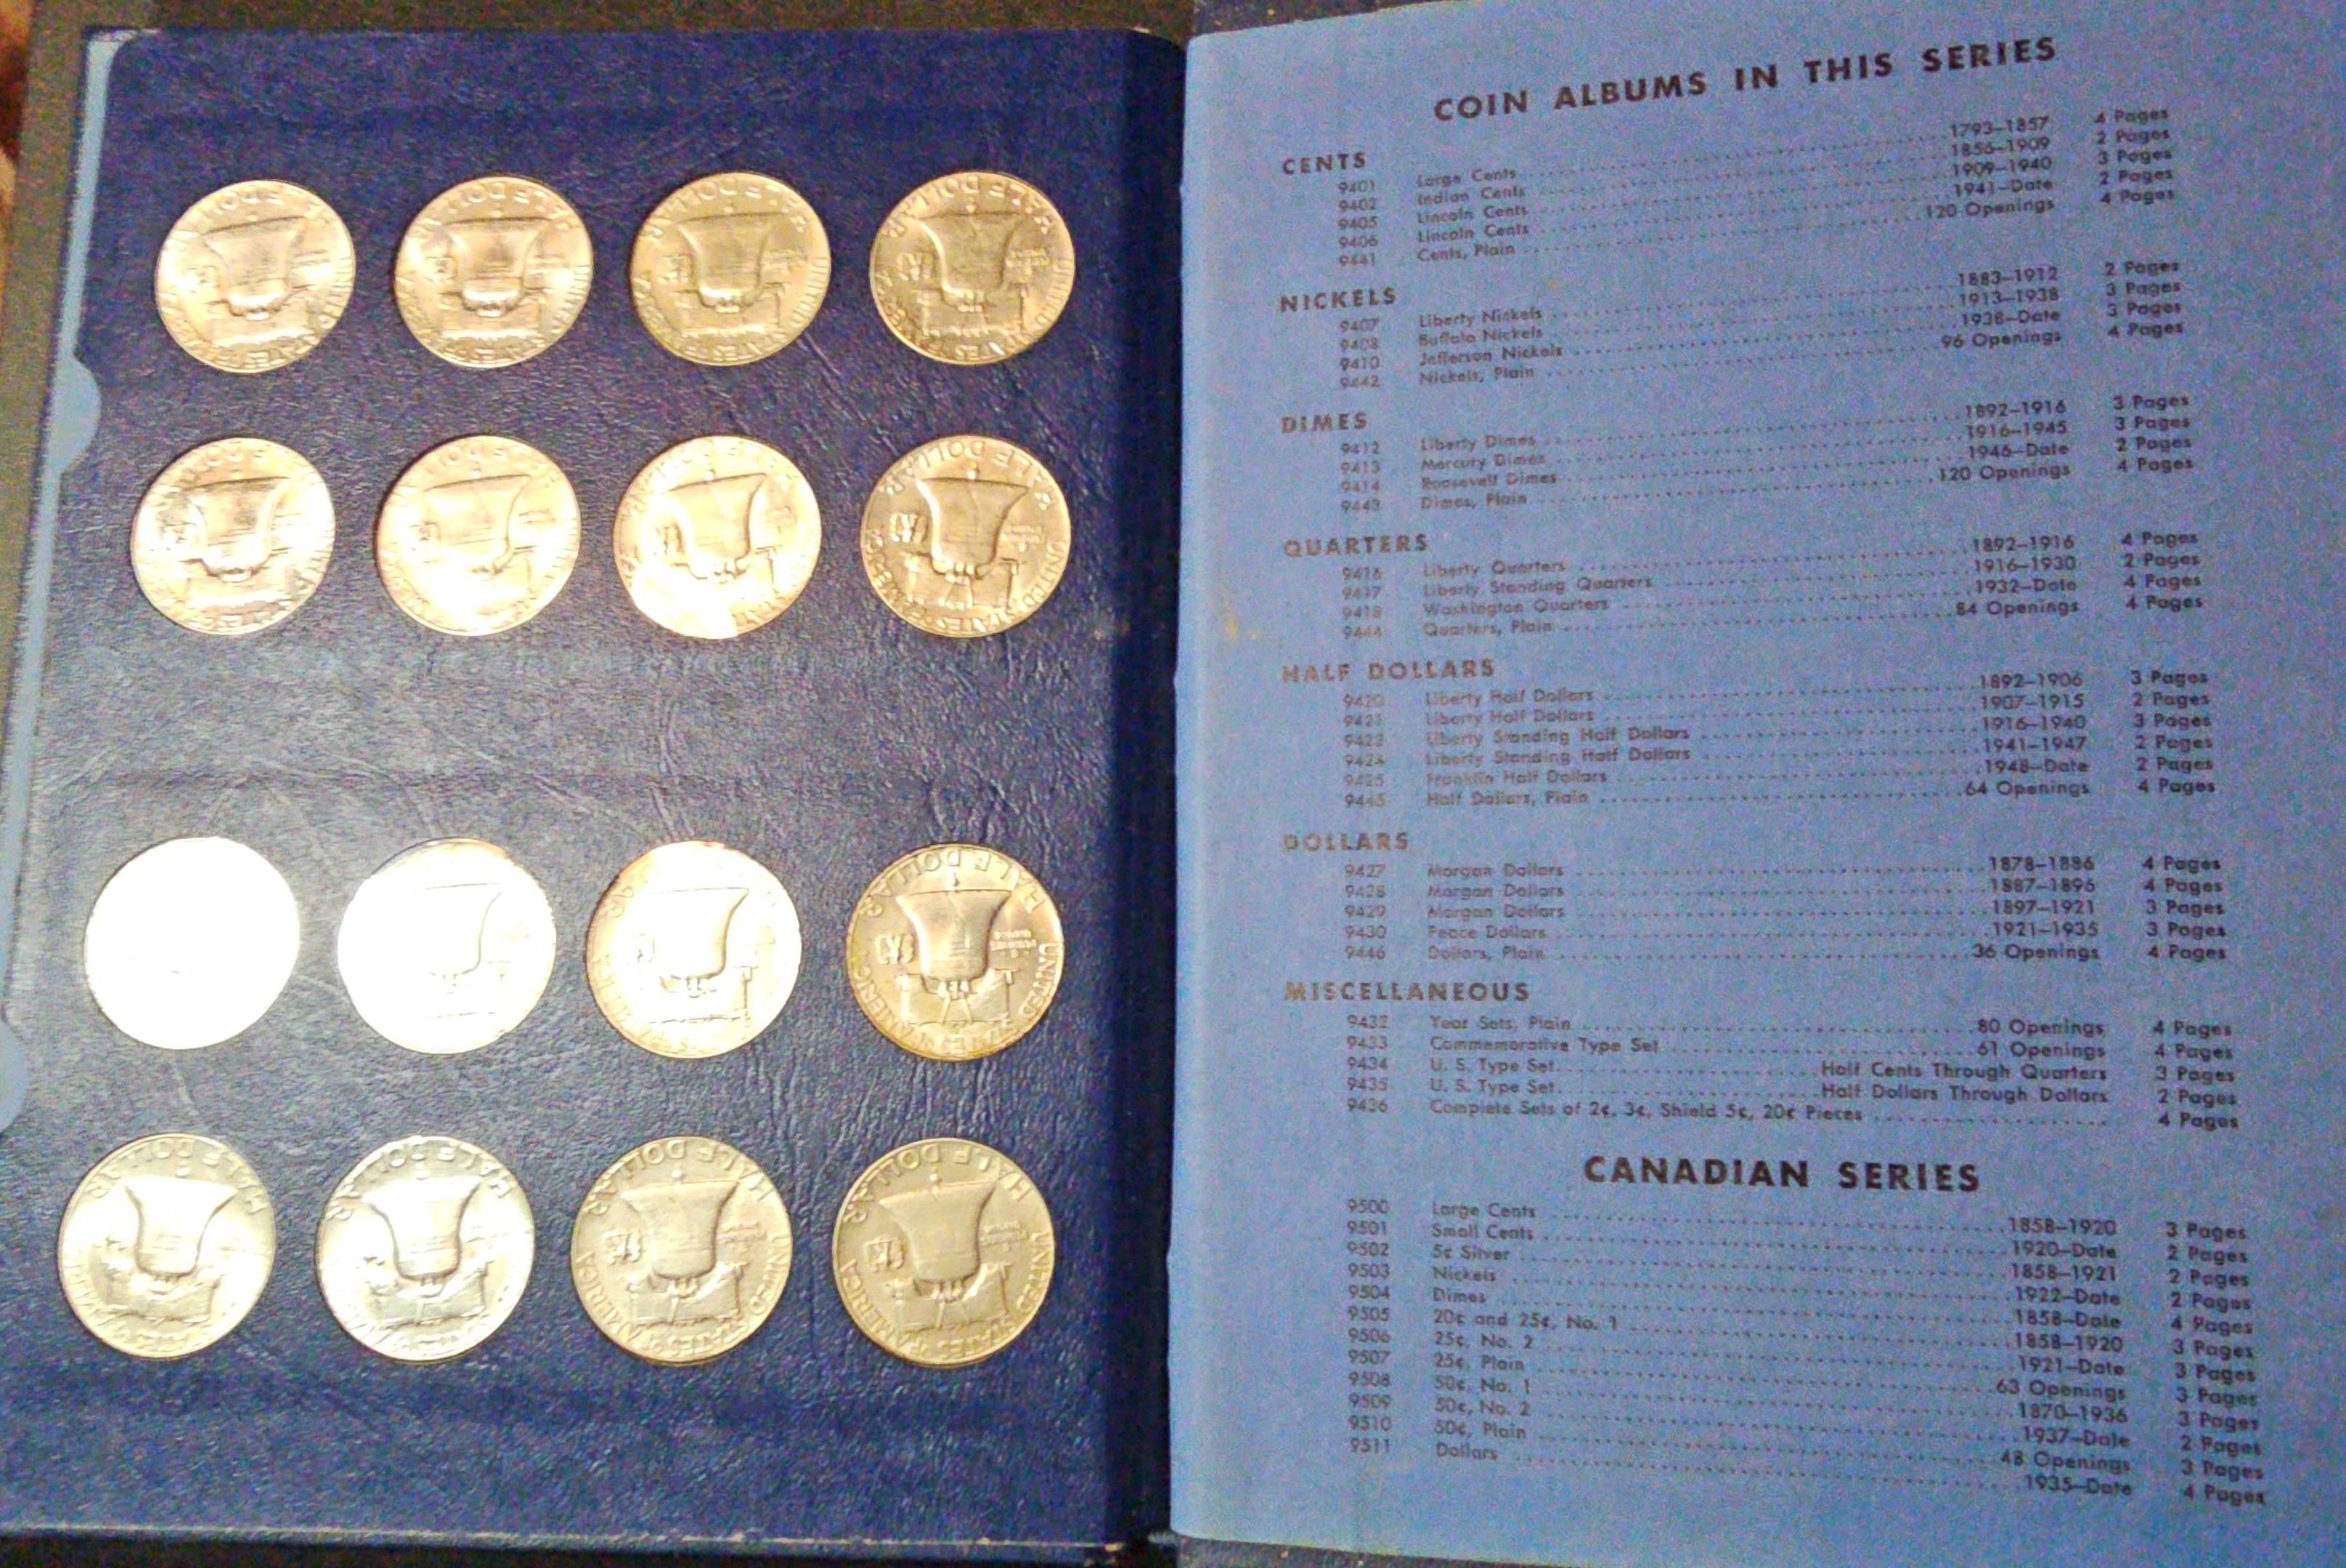 UNITED STATES OF AMERICA
HALF DOLLAR
COIN ALBUMS IN THIS SERIES
CENTS
9401 Large Cents 1793–1857 4 Pages
9402 Indian Cents 1856–1909 2 Pages
9405 Lincoln Cents 1909–1940 3 Pages
9406 Lincoln Cents 1941–Date 2 Pages
9441 Cents, Plain 120 Openings 4 Pages
NICKELS
9407 Liberty Nickels 1883–1912 2 Pages
9408 Buffalo Nickels 1913–1938 3 Pages
9410 Jefferson Nickels 1938–Date 3 Pages
9442 Nickels, Plain 96 Openings 4 Pages
DIMES
9412 Liberty Dimes 1892–1916 3 Pages
9413 Mercury Dimes 1916–1945 3 Pages
9414 Roosevelt Dimes 1946–Date 2 Pages
9443 Dimes, Plain 120 Openings 4 Pages
QUARTERS
9416 Liberty Quarters 1892–1916 4 Pages
9417 Liberty Standing Quarters 1916–1930 2 Pages
9418 Washington Quarters 1932–Date 4 Pages
9444 Quarters, Plain 84 Openings 4 Pages
HALF DOLLARS
9420 Liberty Half Dollars 1892–1906 3 Pages
9421 Liberty Half Dollars 1907–1915 2 Pages
9423 Liberty Standing Half Dollars 1916–1940 3 Pages
9424 Liberty Standing Half Dollars 1941–1947 2 Pages
9425 Franklin Half Dollars 1948–Date 2 Pages
9445 Half Dollars, Plain 64 Openings 4 Pages
DOLLARS
9427 Morgan Dollars 1878–1886 4 Pages
9428 Morgan Dollars 1887–1896 4 Pages
9429 Morgan Dollars 1897–1921 3 Pages
9430 Peace Dollars 1921–1935 3 Pages
9446 Dollars, Plain 36 Openings 4 Pages
MISCELLANEOUS
9432 Year Sets, Plain 80 Openings 4 Pages
9433 Commemorative Type Set 61 Openings 4 Pages
9434 U. S. Type Set Half Cents Through Quarters 3 Pages
9435 U. S. Type Set Half Dollars Through Dollars 2 Pages
9436 Complete Sets of 2¢, 3¢, Shield 5¢, 20¢ Pieces 4 Pages
CANADIAN SERIES
9500 Large Cents 1858–1920 3 Pages
9501 Small Cents 1920–Date 2 Pages
9502 5¢ Silver 1858–1921 2 Pages
9503 Nickels 1922–Date 2 Pages
9504 Dimes 1858–Date 4 Pages
9505 20¢ and 25¢, No. 1 1858–1920 3 Pages
9506 25¢, No. 2 1921–Date 3 Pages
9507 25¢, Plain 63 Openings 3 Pages
9508 50¢, No. 1 1870–1936 3 Pages
9509 50¢, No. 2 1937–Date 2 Pages
9510 50¢, Plain 48 Openings 3 Pages
9511 Dollars 1935–Date 4 Pages